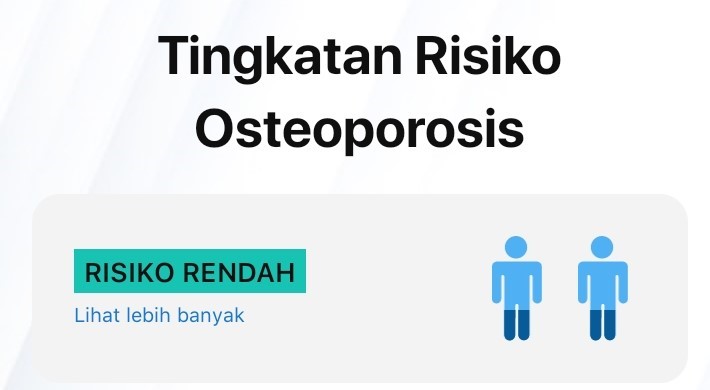 Tingkatan Risiko
Osteoporosis
RISIKO RENDAH
Lihat lebih banyak